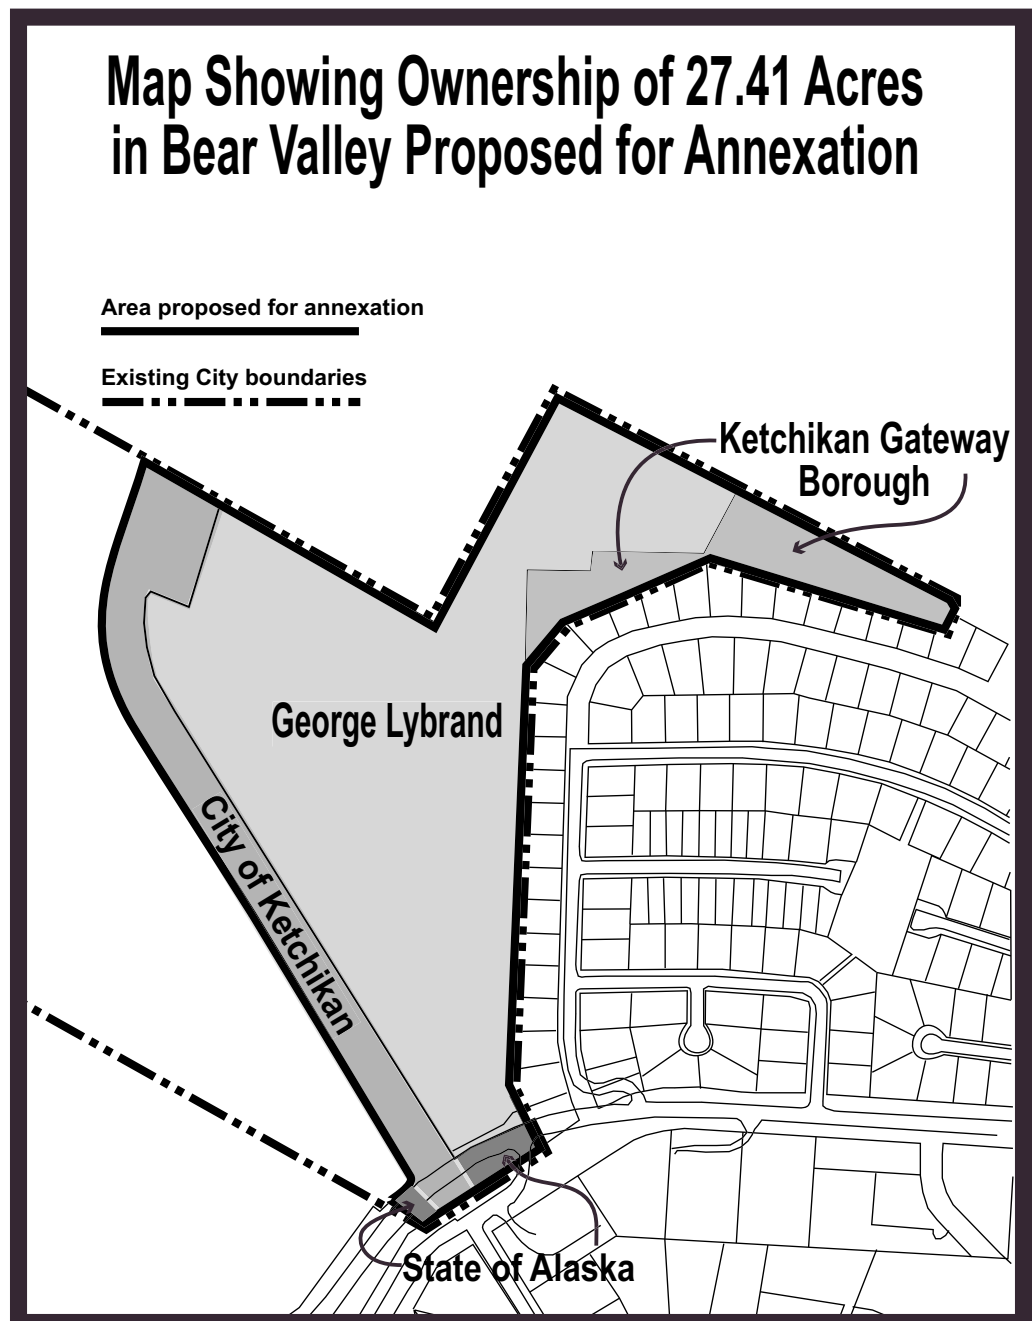 Map Showing Ownership of 27.41 Acres
in Bear Valley Proposed for Annexation
Area proposed for annexation
Existing City boundaries
Ketchikan Gateway
Borough
George Lybrand
City of Ketchikan
State of Alaska